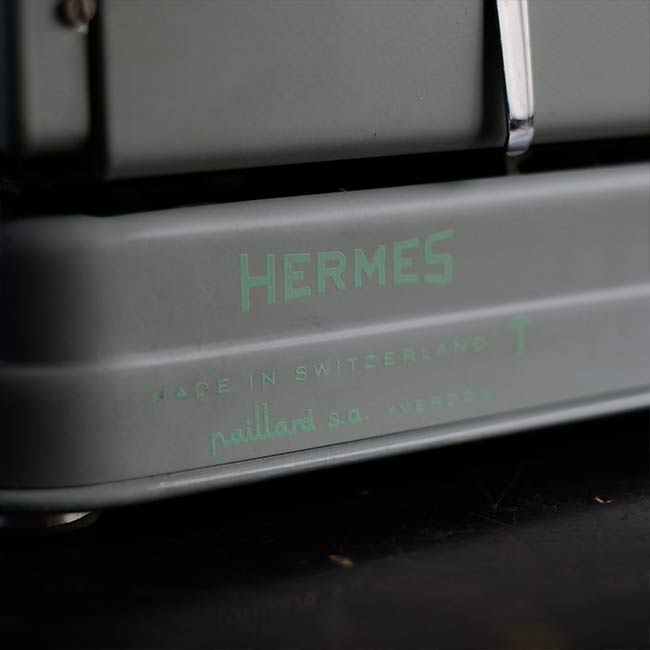 HERMES
MADE IN SWITZERLAND
paillard s.a. YVERDON